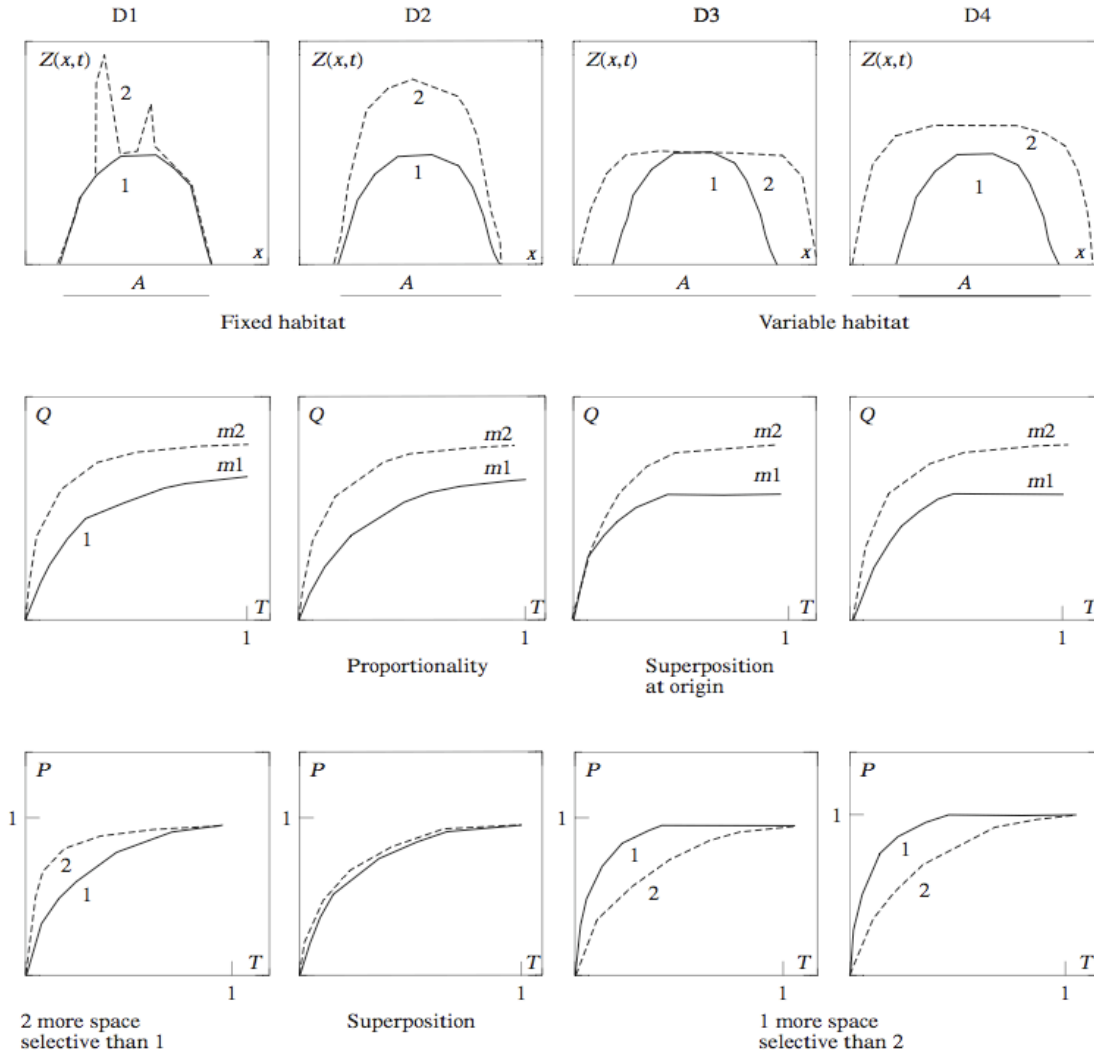 D1 D2 D3 D4
Z(x,t) Z(x,t) Z(x,t) Z(x,t)
2 2 1 2 2
1 1 1
x x x x
A A A A
Fixed habitat Variable habitat
Q Q Q Q
m2 m2 m2 m2
m1 m1 m1 m1
1
T T T T
1 1 1 1
Proportionality Superposition
at origin
P P P P
1 1 1 1
2 1 1
1 2 2
T T T T
1 1 1 1
2 more space
selective than 1
Superposition
1 more space
selective than 2